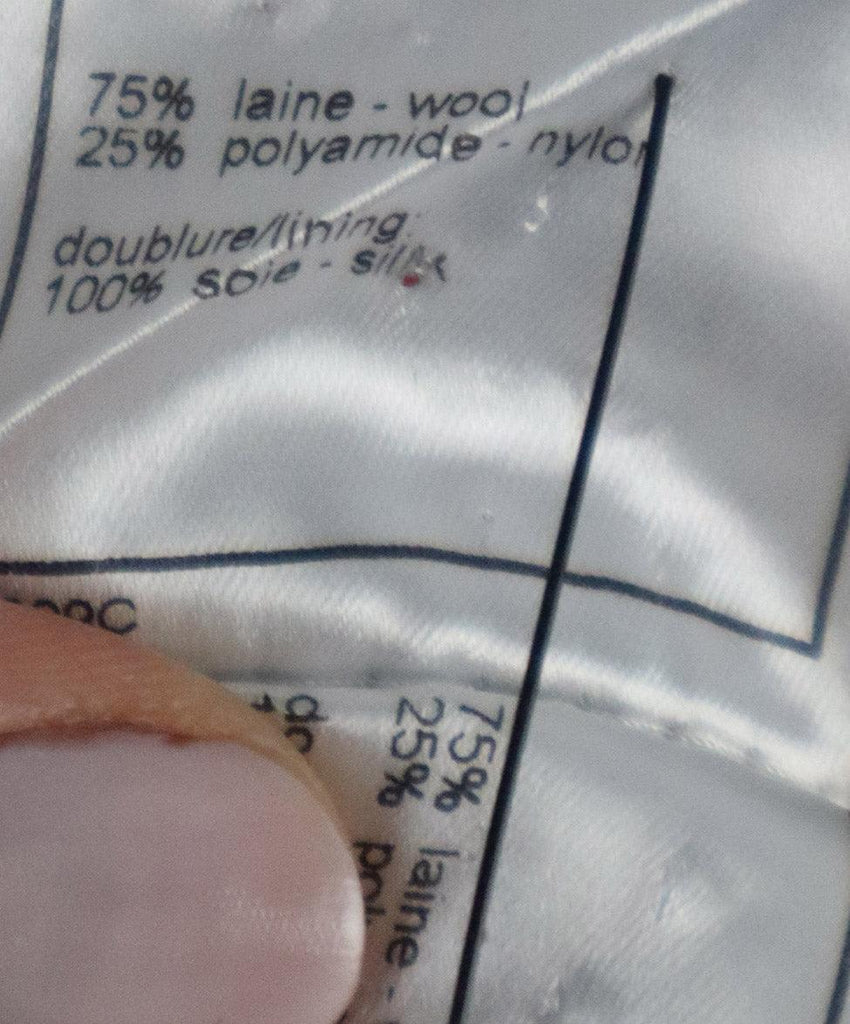 75% laine - wool
25% polyamide - nylon
doublure/lining:
100% soie - silk
75% laine -
25%